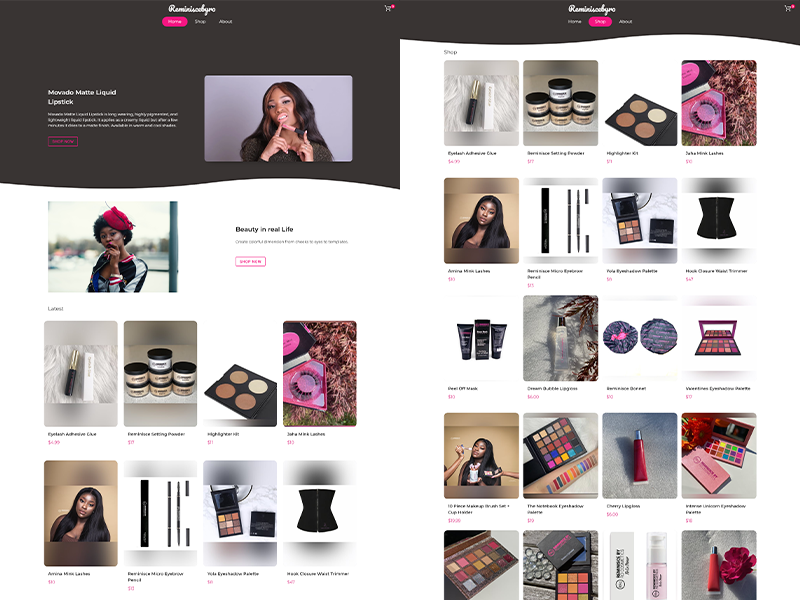 Reminiscebyro
Home
Shop
About
Movado Matte Liquid
Lipstick
Movado Matte Liquid Lipstick is long wearing, highly pigmented, and
lightweight liquid lipstick. It applies as a creamy liquid but after a few
minutes it dries to a matte finish. Available in warm and cool shades.
SHOP NOW
Beauty in real Life
Create colorful dimension from cheeks to eyes to templates.
SHOP NOW
Latest
Eyelash Adhesive Glue
$4.99
Reminisce Setting Powder
$17
Highlighter Kit
$11
Jaha Mink Lashes
$10
Amina Mink Lashes
$10
Reminisce Micro Eyebrow
Pencil
$13
Yola Eyeshadow Palette
Hook Closure Waist Trimmer
$47
Reminiscebyro
Home
Shop
About
Shop
Eyelash Adhesive Glue
$4.99
Reminisce Setting Powder
$17
Highlighter Kit
$11
Jaha Mink Lashes
$10
Amina Mink Lashes
$10
Reminisce Micro Eyebrow
Pencil
$13
Yola Eyeshadow Palette
Hook Closure Waist Trimmer
$47
Peel Off Mask
$10
Dream Bubble Lipgloss
$6.00
Reminisce Bonnet
$10
Valentines Eyeshadow Palette
$17
10 Piece Makeup Brush Set +
Cup Holder
The Notebook Eyeshadow
Palette
$19
Cherry Lipgloss
$6.00
Intense Unicorn Eyeshadow
Palette
$18
REMINISCE BY